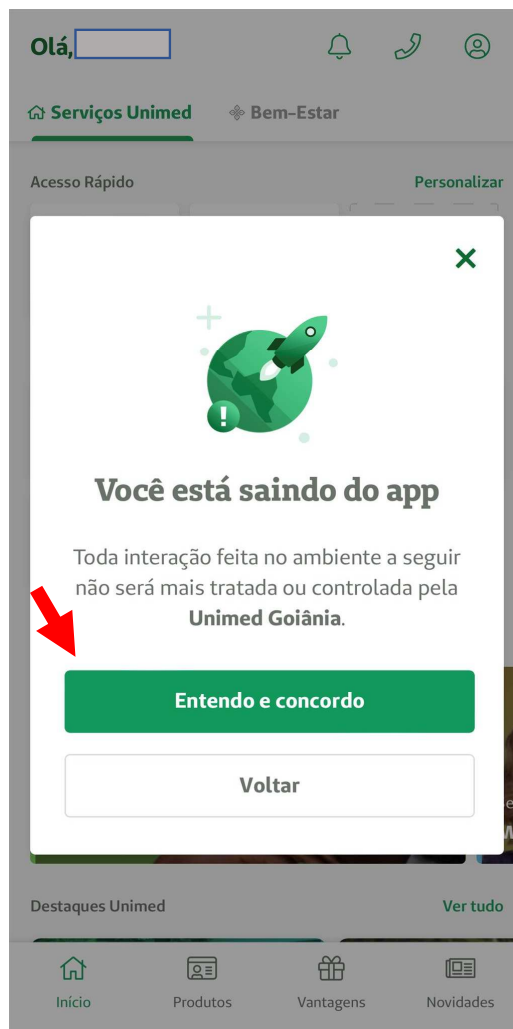 Olá,
Serviços Unimed
Bem-Estar
Acesso Rápido
Personalizar
Você está saindo do app
Toda interação feita no ambiente a seguir
não será mais tratada ou controlada pela
Unimed Goiânia.
Entendo e concordo
Voltar
Destaques Unimed
Ver tudo
Início
Produtos
Vantagens
Novidades